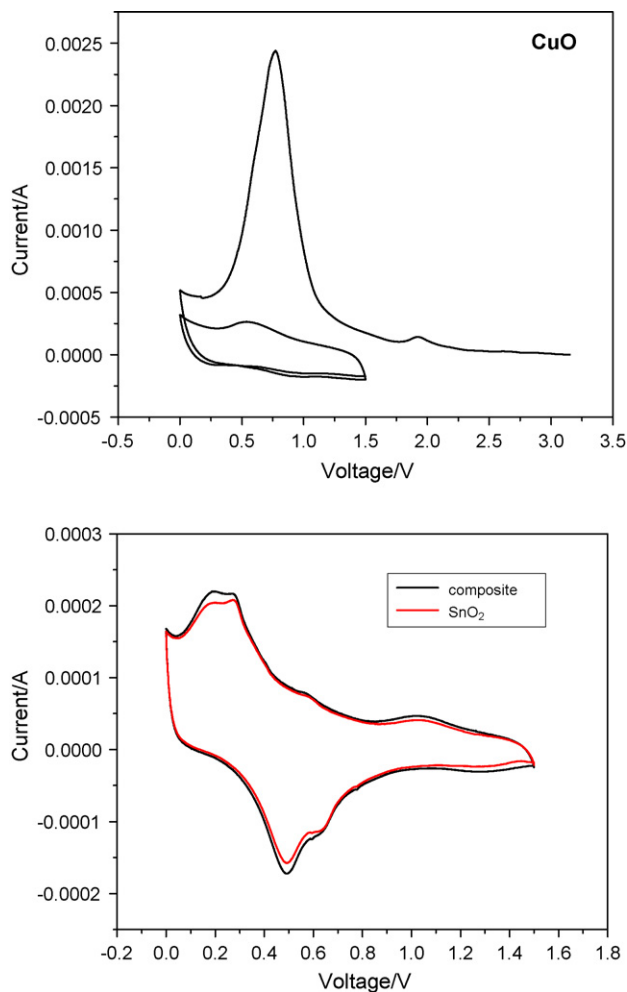 CuO
0.0025
0.0020
0.0015
0.0010
0.0005
0.0000
-0.0005
Current/A
-0.5 0.0 0.5 1.0 1.5 2.0 2.5 3.0 3.5
Voltage/V
0.0003
0.0002
0.0001
0.0000
-0.0001
-0.0002
Current/A
composite
SnO₂
-0.2 0.0 0.2 0.4 0.6 0.8 1.0 1.2 1.4 1.6 1.8
Voltage/V